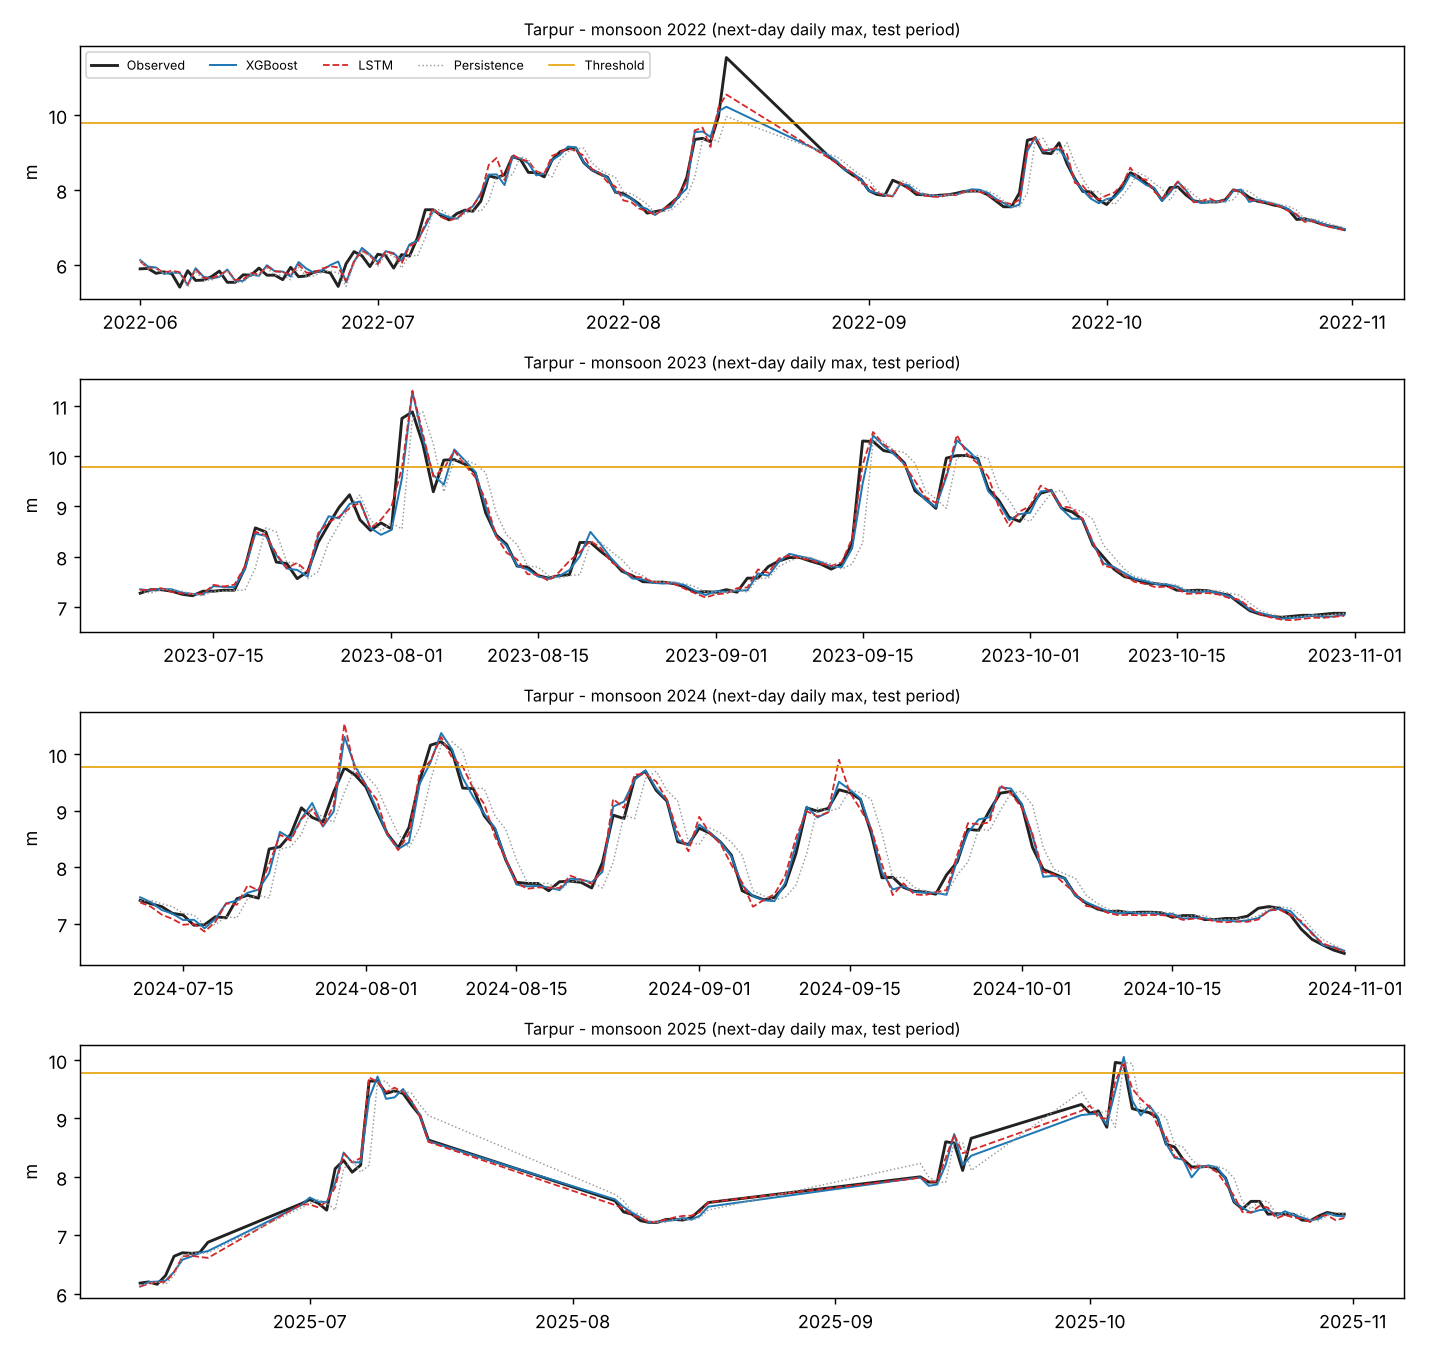 Tarpur - monsoon 2022 (next-day daily max, test period)
Observed XGBoost LSTM Persistence Threshold
10
8
6
m
2022-06 2022-07 2022-08 2022-09 2022-10 2022-11
Tarpur - monsoon 2023 (next-day daily max, test period)
11
10
9
8
7
m
2023-07-15 2023-08-01 2023-08-15 2023-09-01 2023-09-15 2023-10-01 2023-10-15 2023-11-01
Tarpur - monsoon 2024 (next-day daily max, test period)
10
9
8
7
m
2024-07-15 2024-08-01 2024-08-15 2024-09-01 2024-09-15 2024-10-01 2024-10-15 2024-11-01
Tarpur - monsoon 2025 (next-day daily max, test period)
10
9
8
7
6
m
2025-07 2025-08 2025-09 2025-10 2025-11